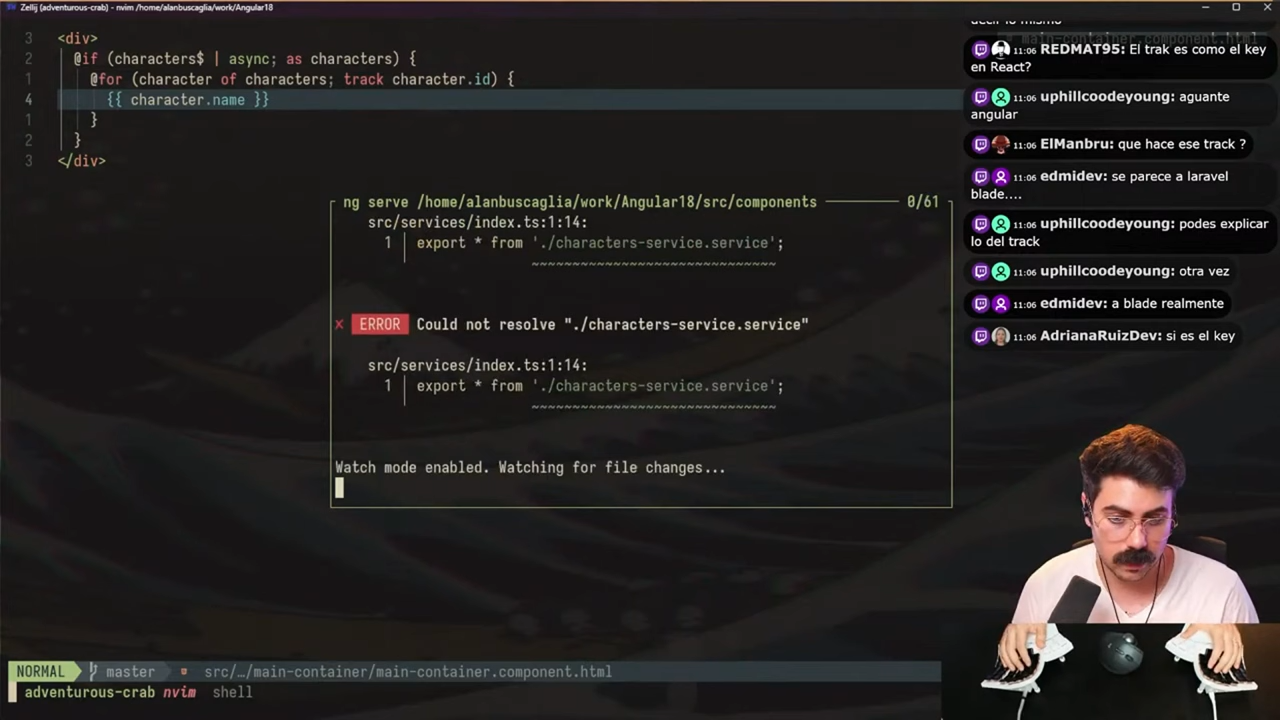 Zellij (adventurous-crab) - nvim /home/alanbuscaglia/work/Angular18
3 <div>
2 @if (characters$ | async; as characters) {
1 @for (character of characters; track character.id) {
4 {{ character.name }}
1 }
2 }
3 </div>
ng serve /home/alanbuscaglia/work/Angular18/src/components 0/61
src/services/index.ts:1:14:
1 │ export * from './characters-service.service';
~~~~~~~~~~~~~~~~~~~~~~~~~~~~~~
✗ ERROR Could not resolve "./characters-service.service"
src/services/index.ts:1:14:
1 │ export * from './characters-service.service';
~~~~~~~~~~~~~~~~~~~~~~~~~~~~~~
Watch mode enabled. Watching for file changes...
NORMAL master src/…/main-container/main-container.component.html
adventurous-crab nvim shell
decir lo mismo
main-container.component.html
11:06 REDMAT95: El trak es como el key
en React?
11:06 uphillcoodeyoung: aguante
angular
11:06 ElManbru: que hace ese track ?
11:06 edmidev: se parece a laravel
blade....
11:06 uphillcoodeyoung: podes explicar
lo del track
11:06 uphillcoodeyoung: otra vez
11:06 edmidev: a blade realmente
11:06 AdrianaRuizDev: si es el key